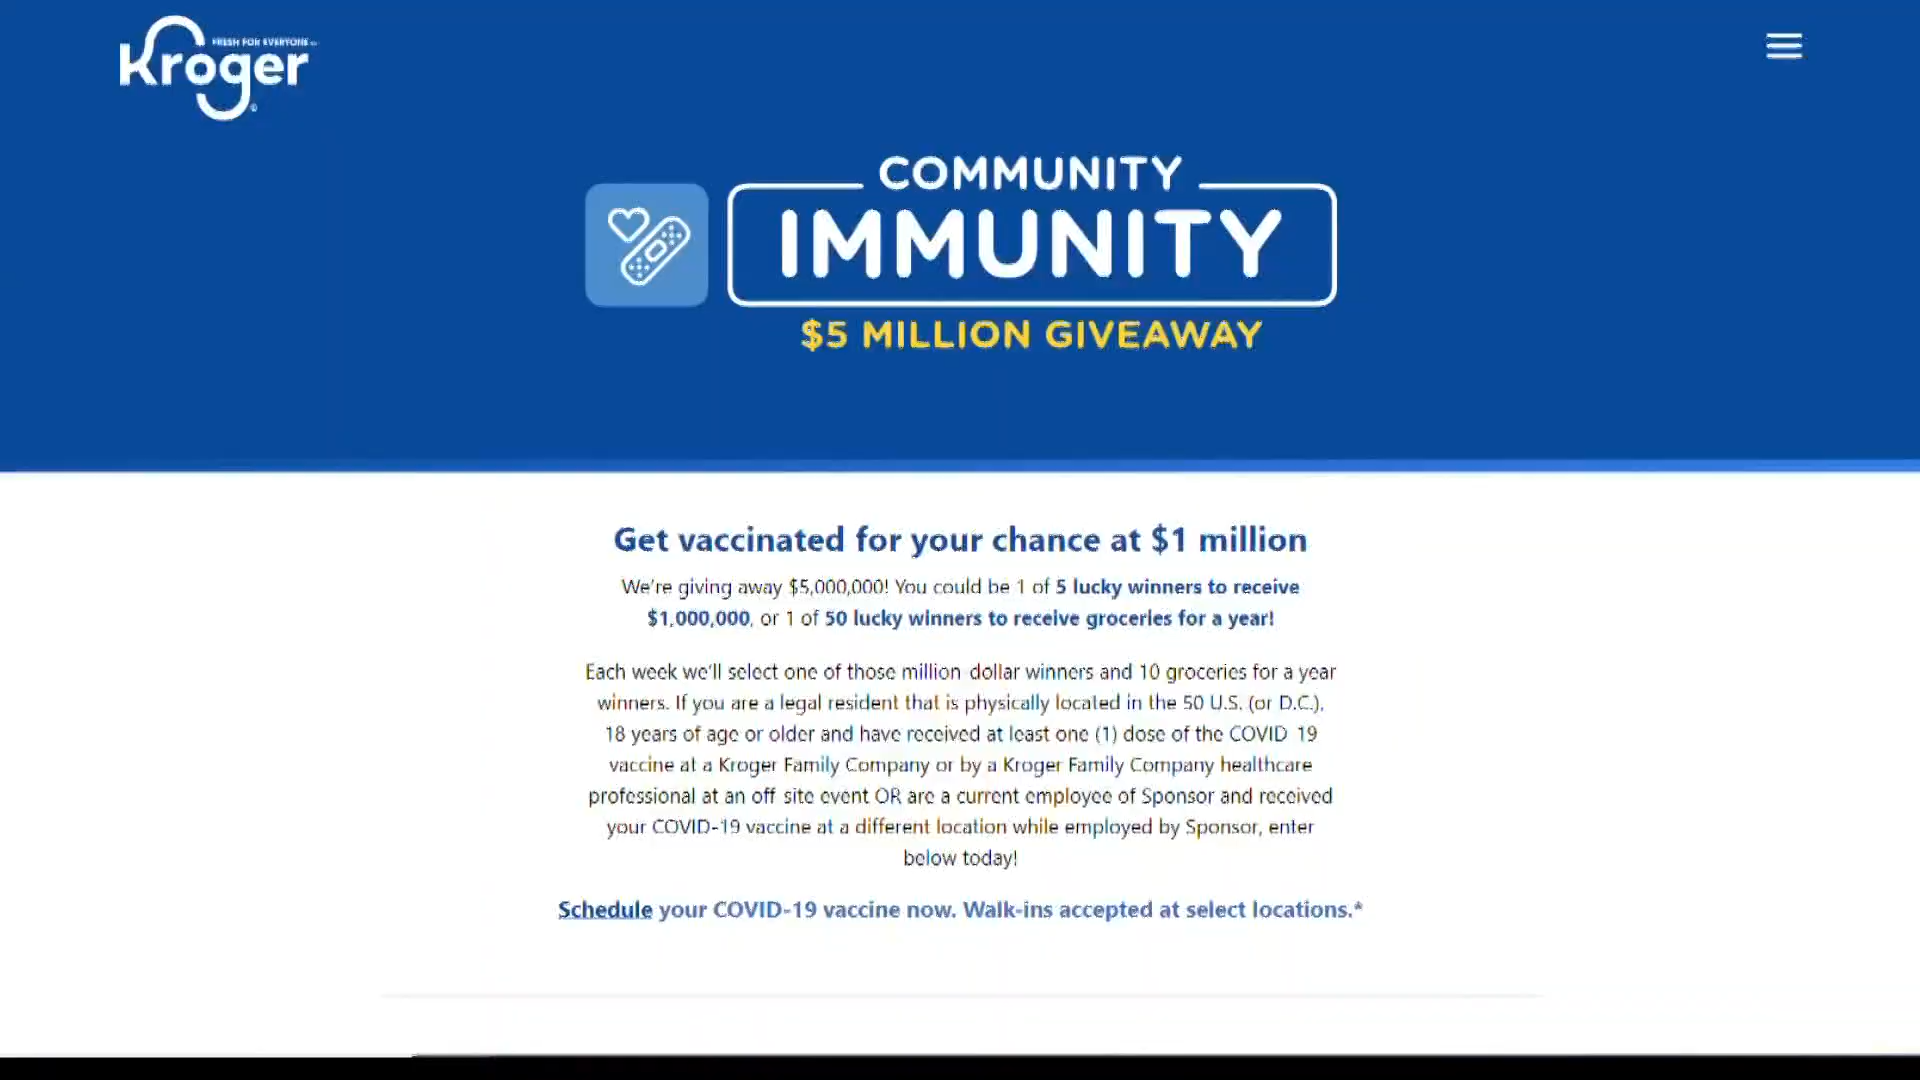 FRESH FOR EVERYONE
Kroger
COMMUNITY
IMMUNITY
$5 MILLION GIVEAWAY
Get vaccinated for your chance at $1 million
We're giving away $5,000,000! You could be 1 of 5 lucky winners to receive
$1,000,000, or 1 of 50 lucky winners to receive groceries for a year!
Each week we'll select one of those million dollar winners and 10 groceries for a year
winners. If you are a legal resident that is physically located in the 50 U.S. (or D.C.),
18 years of age or older and have received at least one (1) dose of the COVID 19
vaccine at a Kroger Family Company or by a Kroger Family Company healthcare
professional at an off site event OR are a current employee of Sponsor and received
your COVID-19 vaccine at a different location while employed by Sponsor, enter
below today!
Schedule your COVID-19 vaccine now. Walk-ins accepted at select locations.*